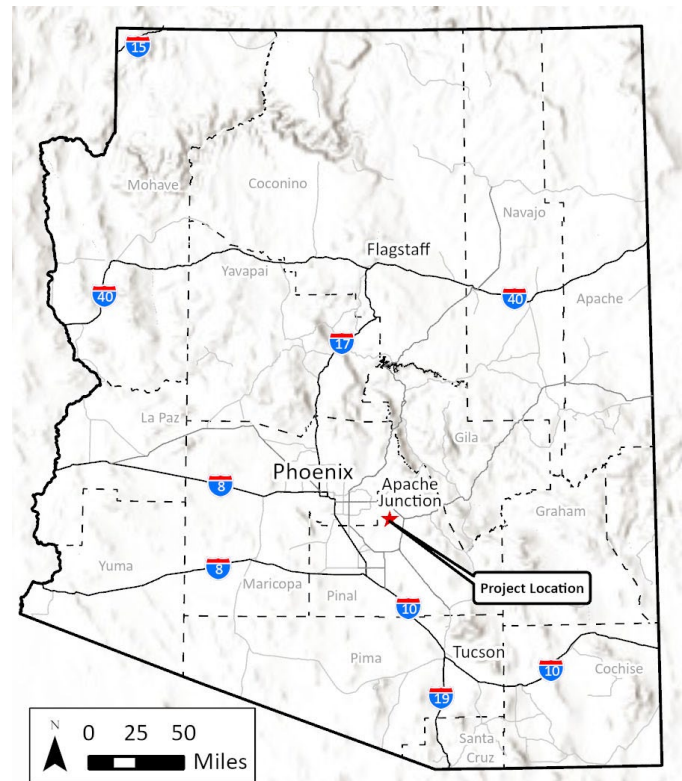 15
Mohave
Coconino
Navajo
Flagstaff
Yavapai
40
40
Apache
17
La Paz
Gila
Phoenix
8
Apache
Junction
Graham
Yuma
8
Maricopa
Pinal
Project Location
10
Tucson
Pima
10
Cochise
19
Santa
Cruz
N
0 25 50
Miles